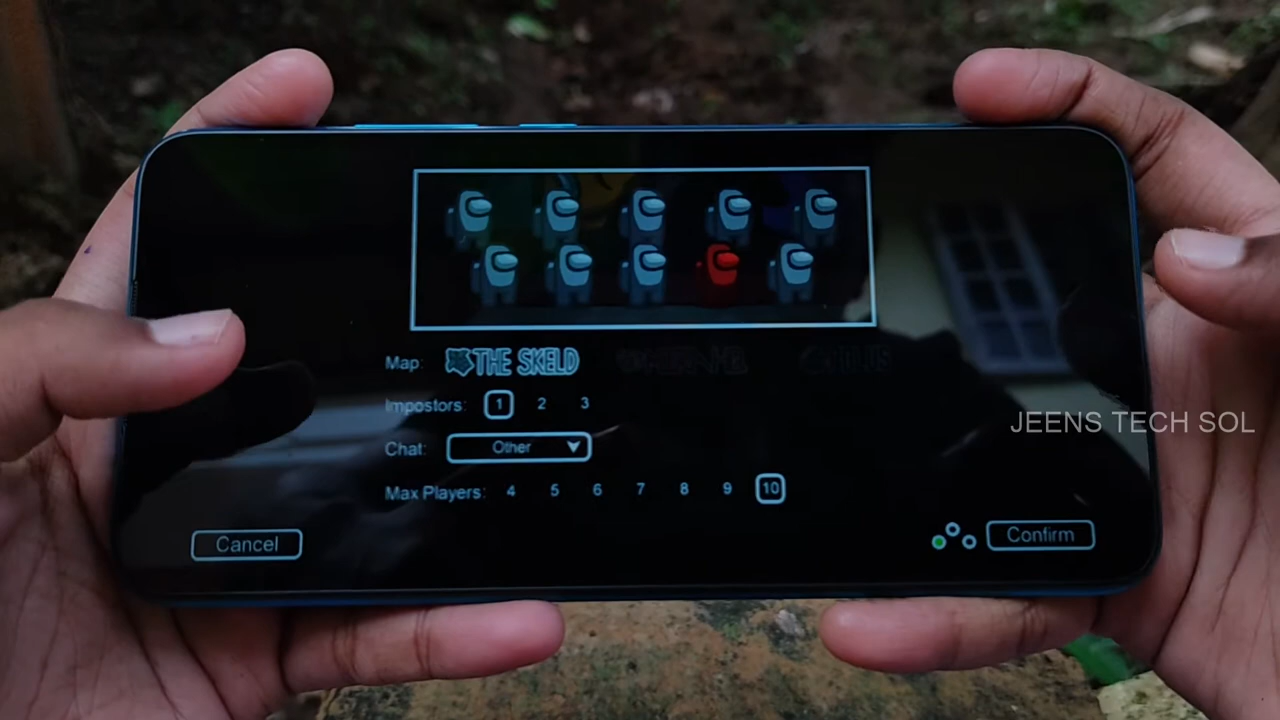 Map: THE SKELD
Impostors: 1 2 3
Chat: Other
Max Players: 4 5 6 7 8 9 10
Cancel
Confirm
JEENS TECH SOL